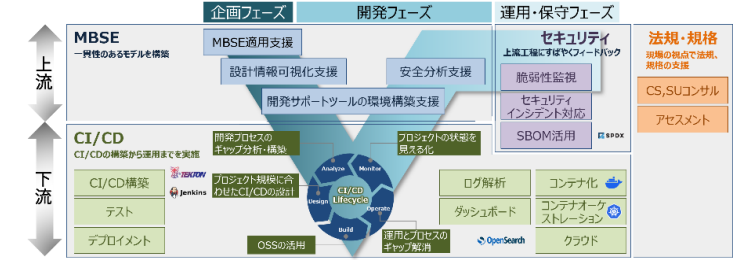 企画フェーズ
開発フェーズ
運用・保守フェーズ
上流
下流
MBSE
一貫性のあるモデルを構築
MBSE適用支援
設計情報可視化支援
安全分析支援
開発サポートツールの環境構築支援
セキュリティ
上流工程にすばやくフィードバック
脆弱性監視
セキュリティ
インシデント対応
SBOM活用
SPDX
法規・規格
現場の視点で法規、
規格の支援
CS,SUコンサル
アセスメント
CI/CD
CI/CDの構築から運用までを実施
CI/CD構築
テスト
デプロイメント
TEKTON
Jenkins
開発プロセスの
ギャップ分析・構築
プロジェクトの状態を
見える化
プロジェクト規模に合
わせたCI/CDの設計
Analyze
Monitor
Design
CI/CD
Lifecycle
Operate
Build
OSSの活用
運用とプロセスの
ギャップ解消
ログ解析
ダッシュボード
OpenSearch
コンテナ化
コンテナオーケ
ストレーション
クラウド